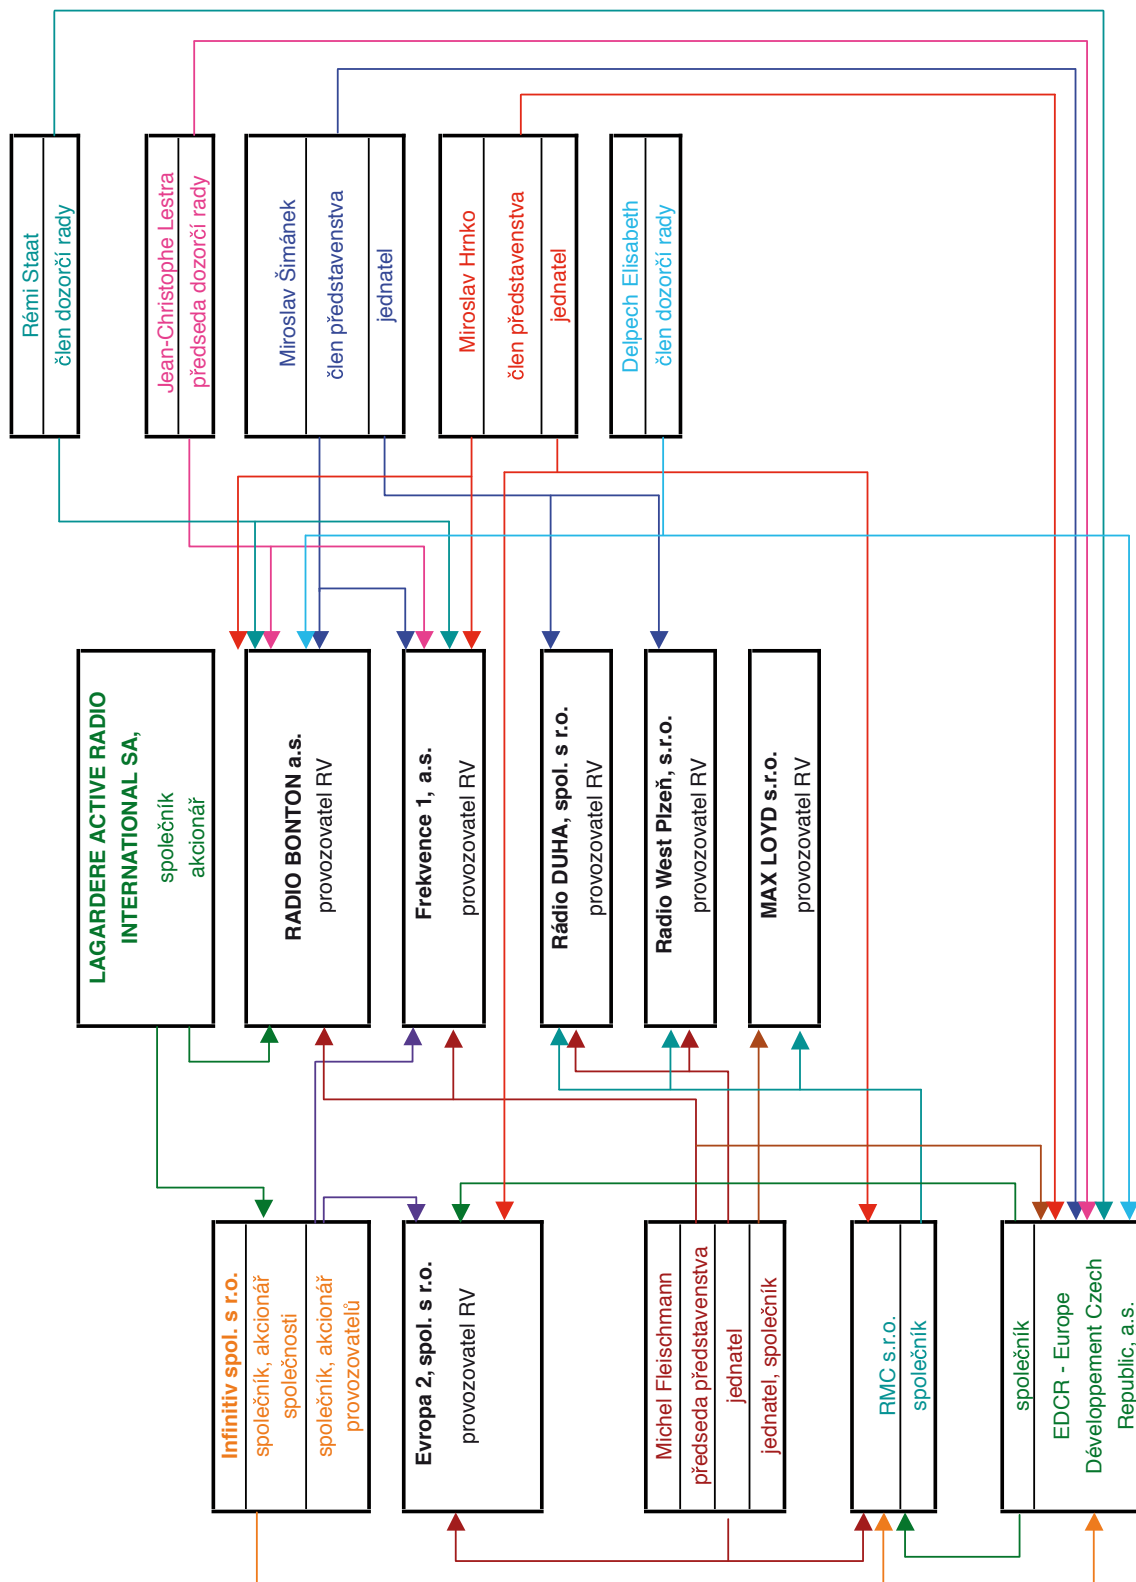 Rémi Staat
člen dozorčí rady
Jean-Christophe Lestra
předseda dozorčí rady
Miroslav Šimánek
člen představenstva
jednatel
Miroslav Hrnko
člen představenstva
jednatel
Delpech Elisabeth
člen dozorčí rady
LAGARDERE ACTIVE RADIO
INTERNATIONAL SA,
společník
akcionář
RADIO BONTON a.s.
provozovatel RV
Frekvence 1, a.s.
provozovatel RV
Rádio DUHA, spol. s r.o.
provozovatel RV
Radio West Plzeň, s.r.o.
provozovatel RV
MAX LOYD s.r.o.
provozovatel RV
Infinitiv spol. s r.o.
společník, akcionář
společnosti
společník, akcionář
provozovatelů
Evropa 2, spol. s r.o.
provozovatel RV
Michel Fleischmann
předseda představenstva
jednatel
jednatel, společník
RMC s.r.o.
společník
společník
EDCR - Europe
Développement Czech
Republic, a.s.